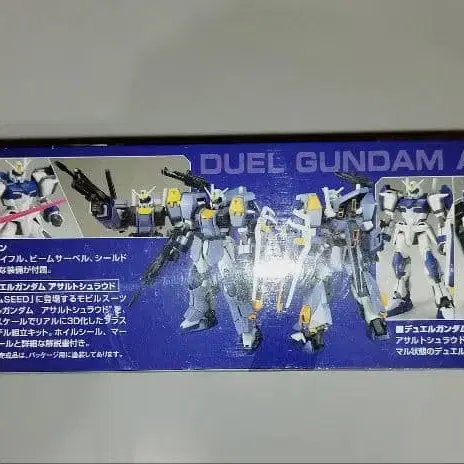 DUEL GUNDAM A
ン
イフル、ビームサーベル、シールド
な装備が付属。
エルガンダム アサルトシュラウド
SEED」に登場するモビルスーツ
ルガンダム アサルトシュラウド を
スケールでリアルに3D化したプラス
デル組立キット。ホイルシール、マー
ールと詳細な解説書付き。
完成品は、パッケージ用に塗装してあります。
■デュエルガンダム
アサルトシュラウド
マル状態のデュエル